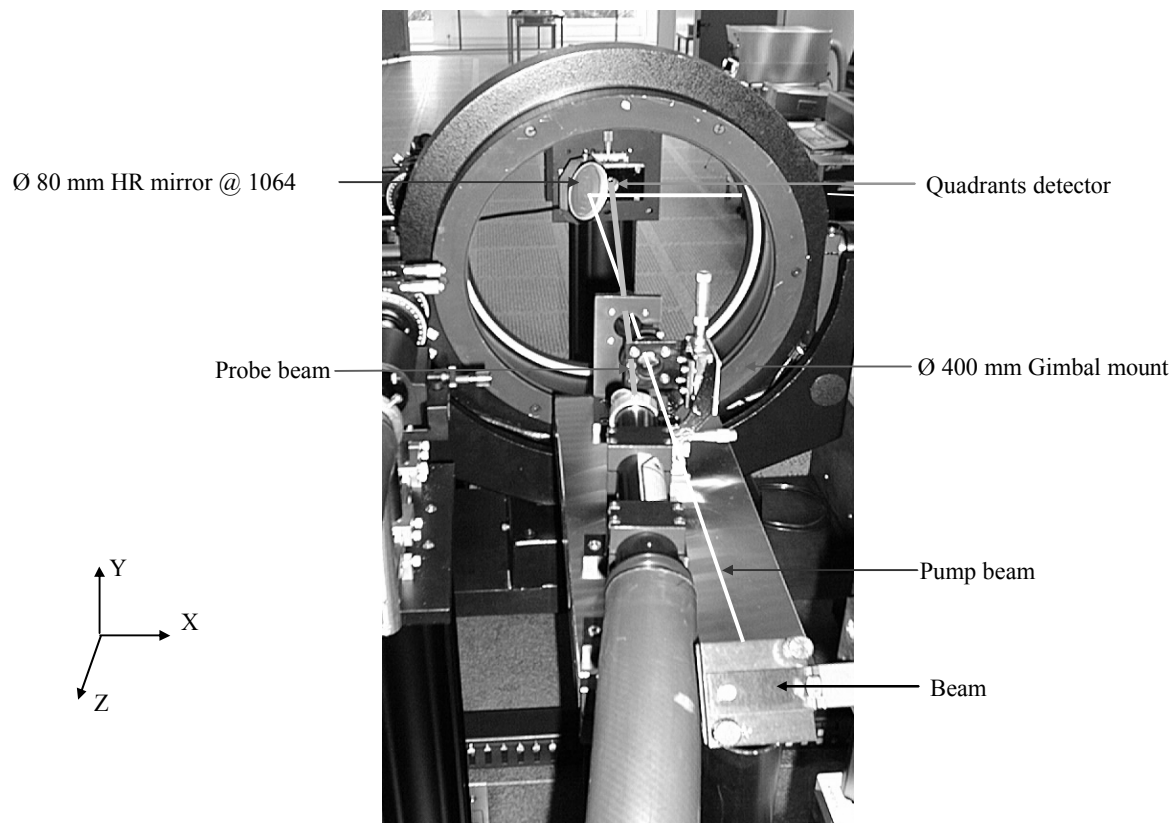 Ø 80 mm HR mirror @ 1064
Quadrants detector
Probe beam
Ø 400 mm Gimbal mount
Pump beam
Y
X
Z
Beam